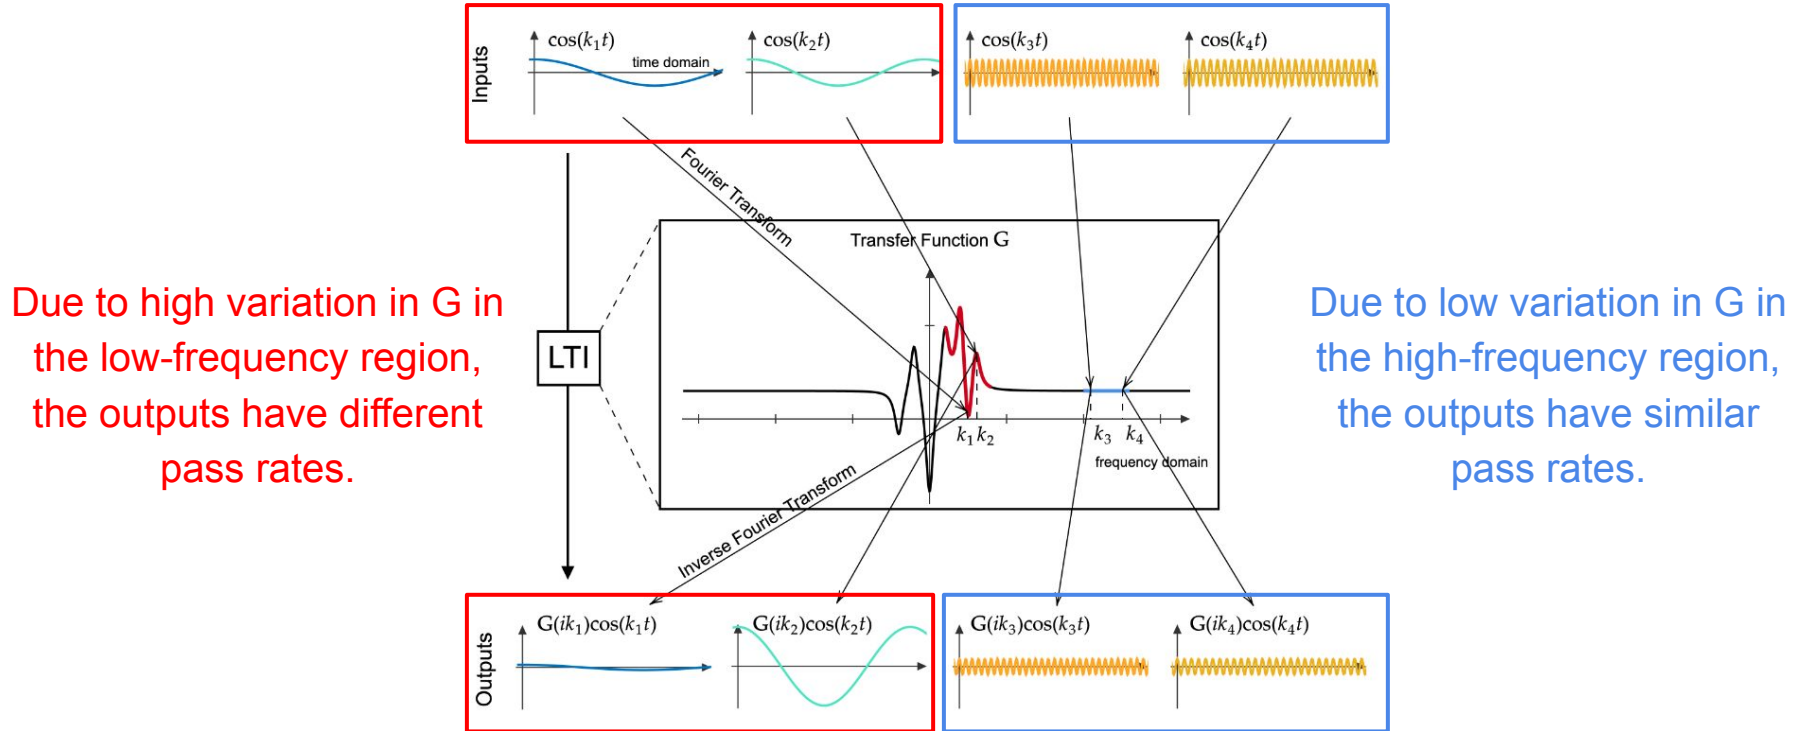 Inputs
cos(k₁t)
time domain
cos(k₂t)
cos(k₃t)
cos(k₄t)
Fourier Transform
Transfer Function G
Due to high variation in G in
the low-frequency region,
the outputs have different
pass rates.
LTI
k₁ k₂
k₃ k₄
frequency domain
Due to low variation in G in
the high-frequency region,
the outputs have similar
pass rates.
Inverse Fourier Transform
Outputs
G(ik₁)cos(k₁t)
G(ik₂)cos(k₂t)
G(ik₃)cos(k₃t)
G(ik₄)cos(k₄t)